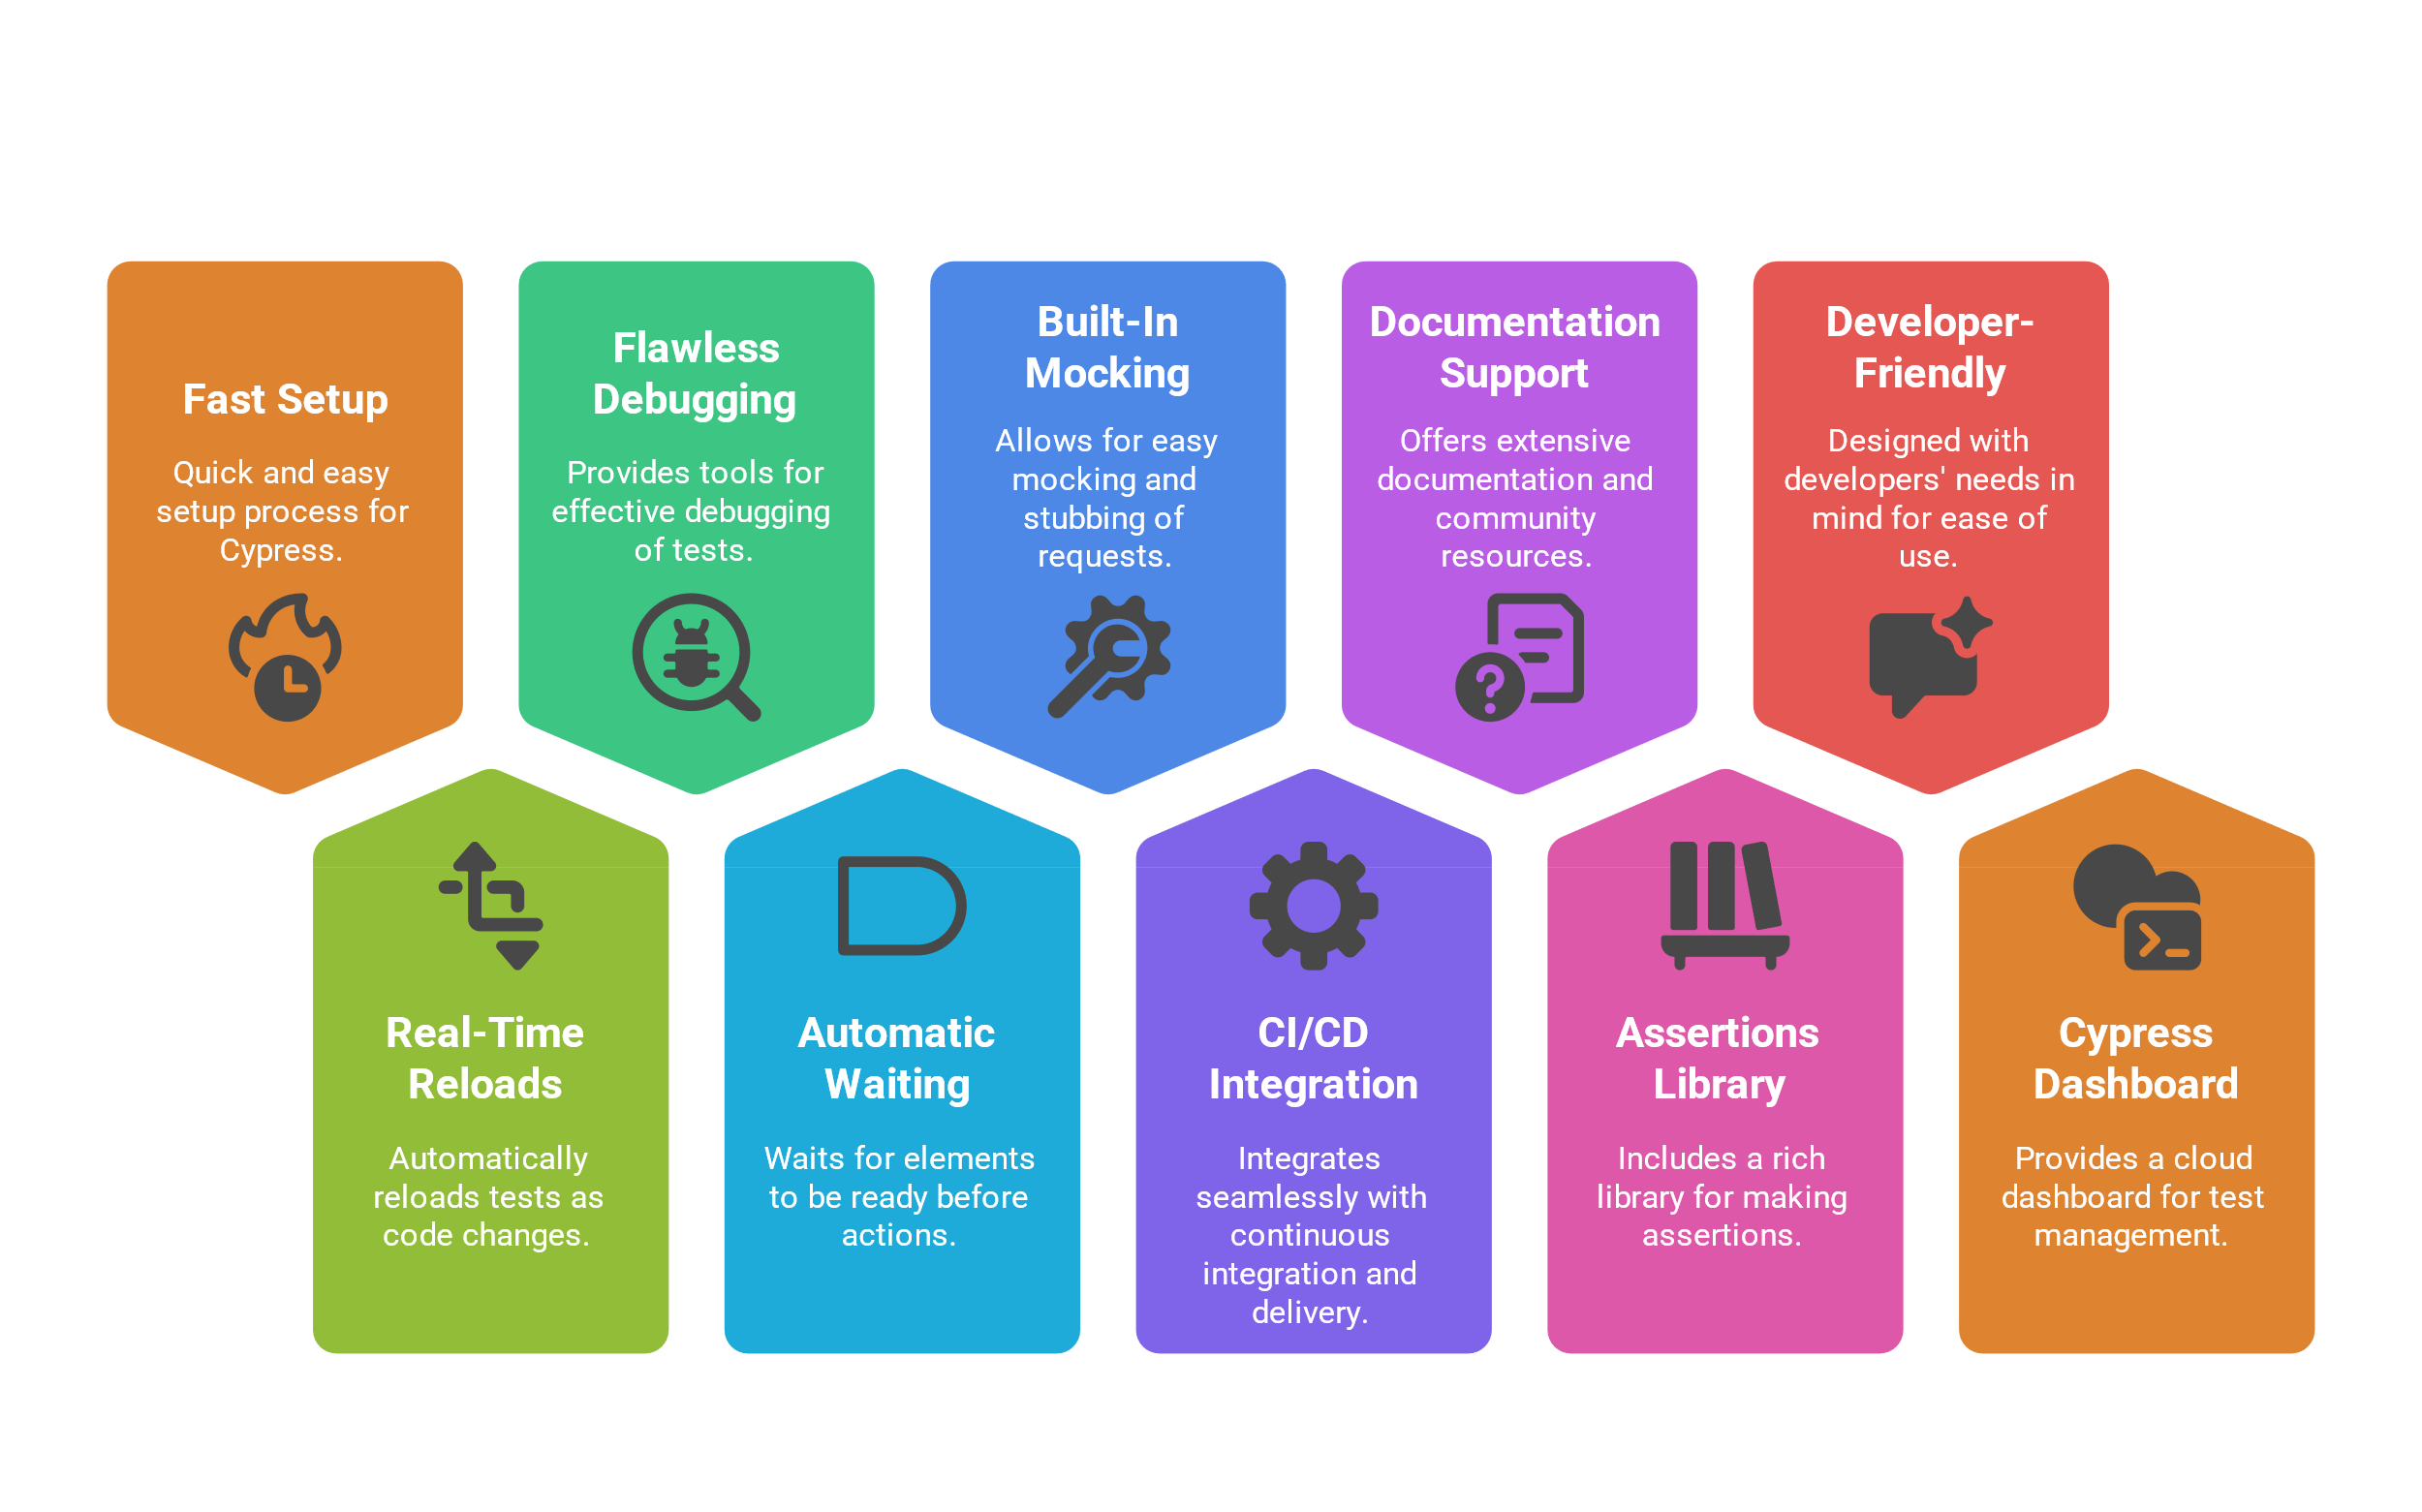 Fast Setup
Quick and easy
setup process for
Cypress.
Flawless
Debugging
Provides tools for
effective debugging
of tests.
Built-In
Mocking
Allows for easy
mocking and
stubbing of
requests.
Documentation
Support
Offers extensive
documentation and
community
resources.
Developer-
Friendly
Designed with
developers' needs in
mind for ease of
use.
Real-Time
Reloads
Automatically
reloads tests as
code changes.
Automatic
Waiting
Waits for elements
to be ready before
actions.
CI/CD
Integration
Integrates
seamlessly with
continuous
integration and
delivery.
Assertions
Library
Includes a rich
library for making
assertions.
Cypress
Dashboard
Provides a cloud
dashboard for test
management.